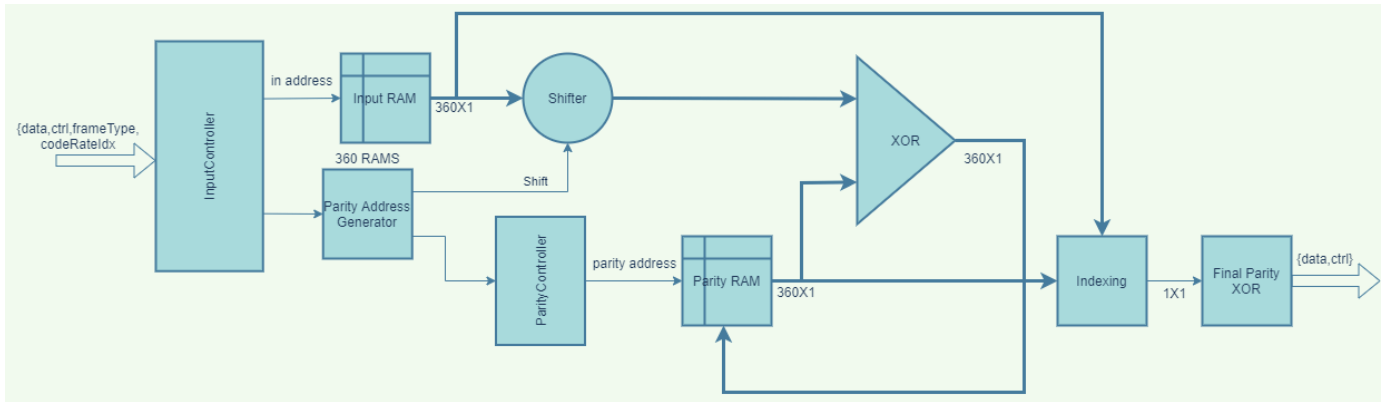 {data,ctrl,frameType,
codeRateIdx
InputController
in address
Input RAM
360X1
360 RAMS
Shifter
Shift
Parity Address
Generator
ParityController
parity address
Parity RAM
360X1
XOR
360X1
Indexing
1X1
Final Parity
XOR
{data,ctrl}